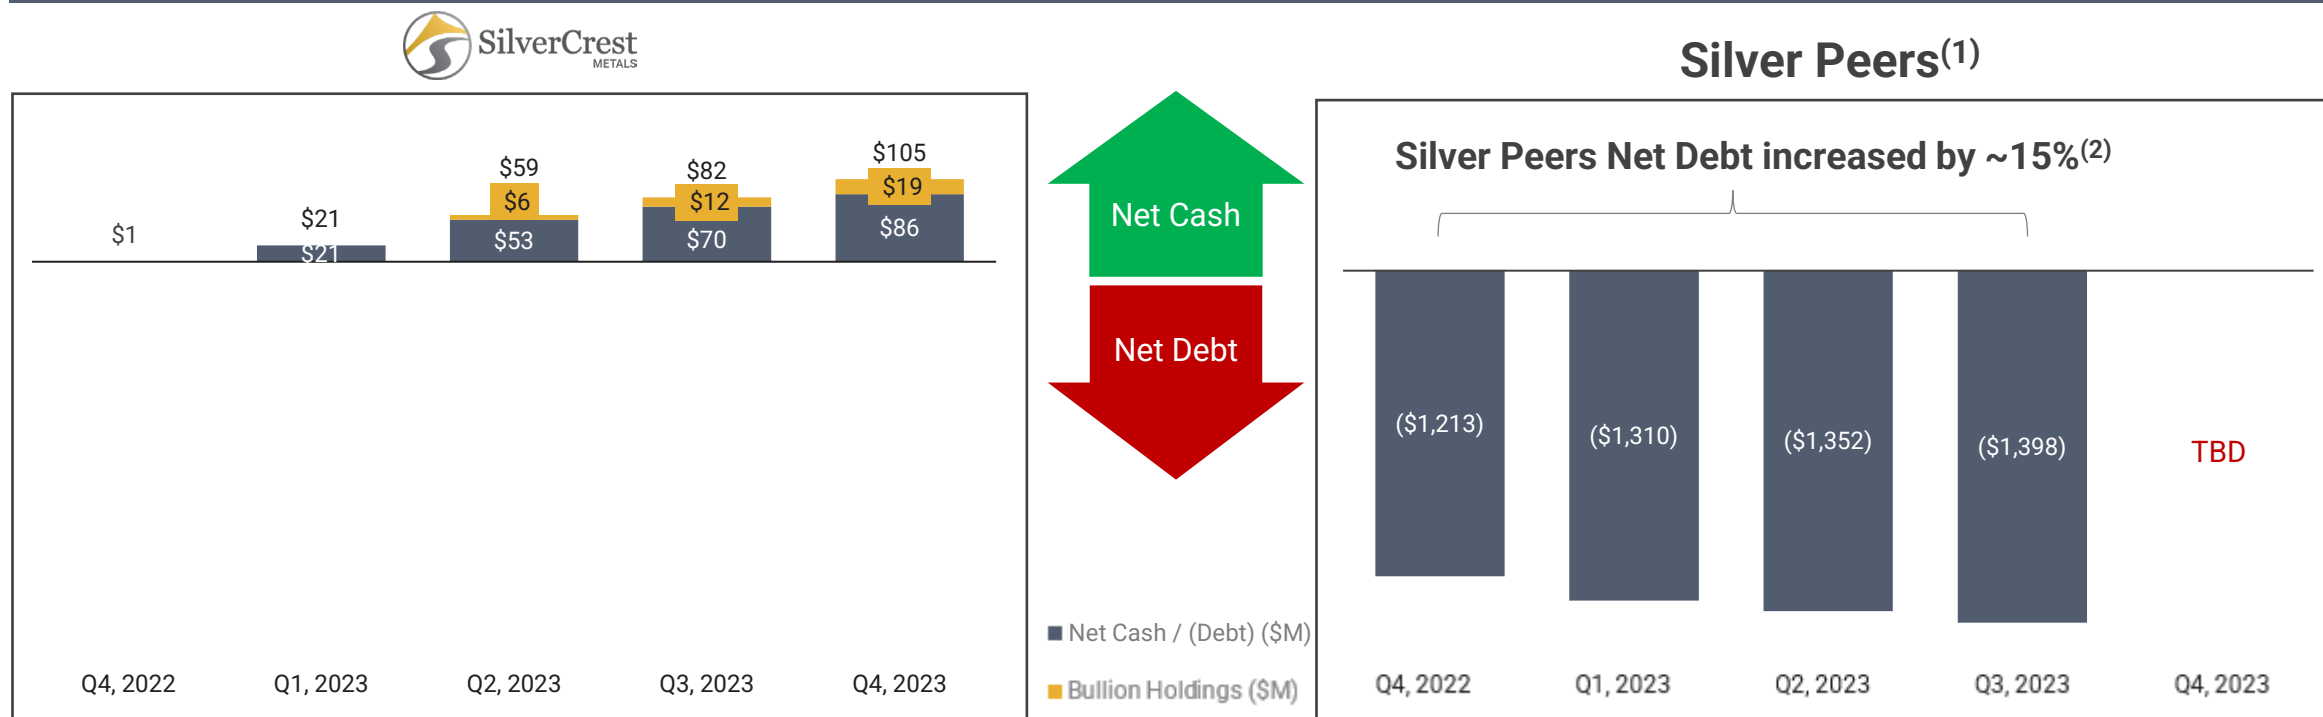 SilverCrest
METALS
$1
$21
$21
$59
$6
$53
$82
$12
$70
$105
$19
$86
Q4, 2022
Q1, 2023
Q2, 2023
Q3, 2023
Q4, 2023
Net Cash
Net Debt
Net Cash / (Debt) ($M)
Bullion Holdings ($M)
Silver Peers(1)
Silver Peers Net Debt increased by ~15%(2)
($1,213)
($1,310)
($1,352)
($1,398)
TBD
Q4, 2022
Q1, 2023
Q2, 2023
Q3, 2023
Q4, 2023